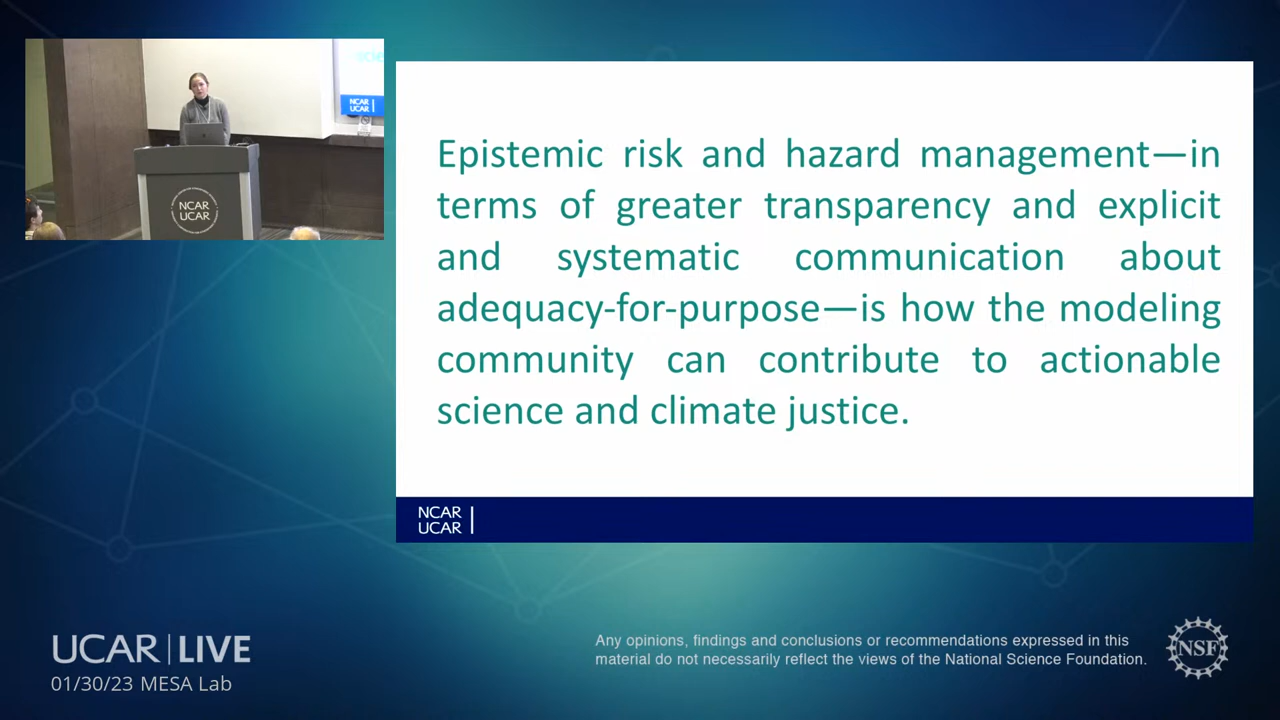 NCAR
UCAR
NCAR
UCAR
Epistemic risk and hazard management—in
terms of greater transparency and explicit
and systematic communication about
adequacy-for-purpose—is how the modeling
community can contribute to actionable
science and climate justice.
NCAR
UCAR
UCAR | LIVE
01/30/23 MESA Lab
Any opinions, findings and conclusions or recommendations expressed in this
material do not necessarily reflect the views of the National Science Foundation.
NSF